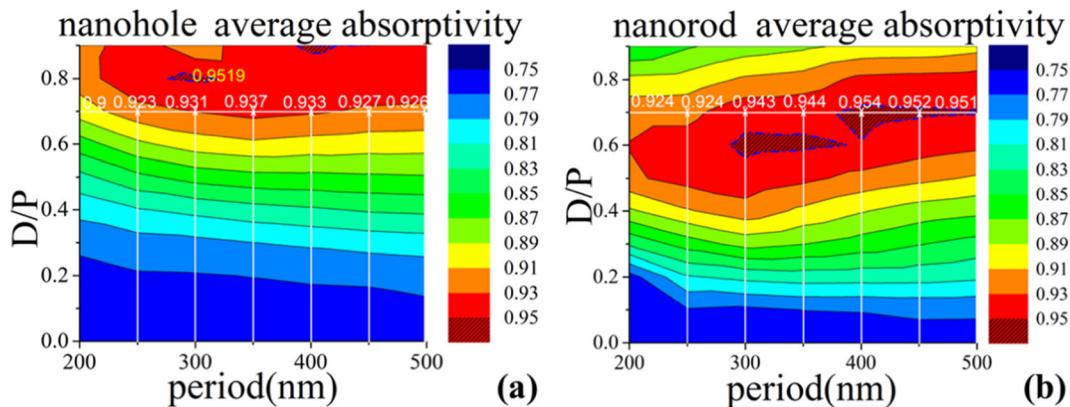 nanohole average absorptivity
0.8
0.6
0.4
0.2
0.0
D/P
0.9519
0.9 0.923 0.931 0.937 0.933 0.927 0.926
200 300 400 500
period(nm)
(a)
0.75
0.77
0.79
0.81
0.83
0.85
0.87
0.89
0.91
0.93
0.95
nanorod average absorptivity
0.8
0.6
0.4
0.2
0.0
D/P
0.924 0.924 0.943 0.944 0.954 0.952 0.951
200 300 400 500
period(nm)
(b)
0.75
0.77
0.79
0.81
0.83
0.85
0.87
0.89
0.91
0.93
0.95